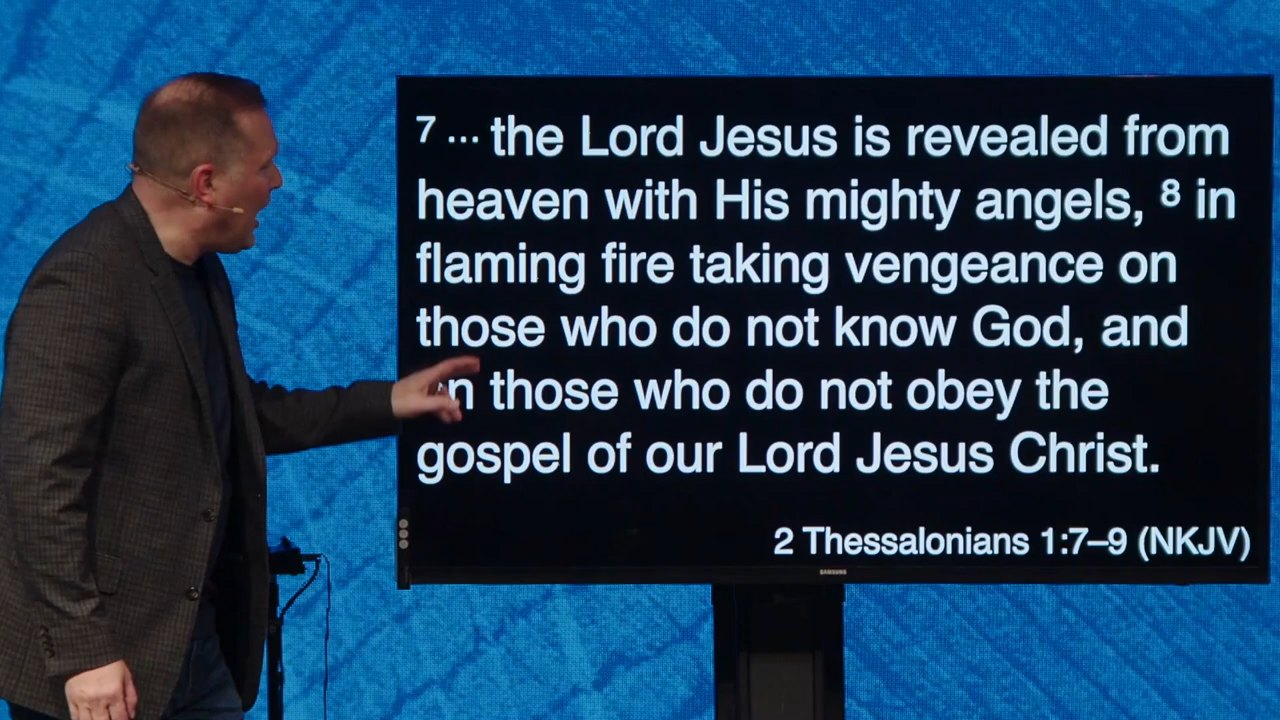 7 ... the Lord Jesus is revealed from
heaven with His mighty angels, 8 in
flaming fire taking vengeance on
those who do not know God, and
those who do not obey the
gospel of our Lord Jesus Christ.
2 Thessalonians 1:7–9 (NKJV)
SAMSUNG